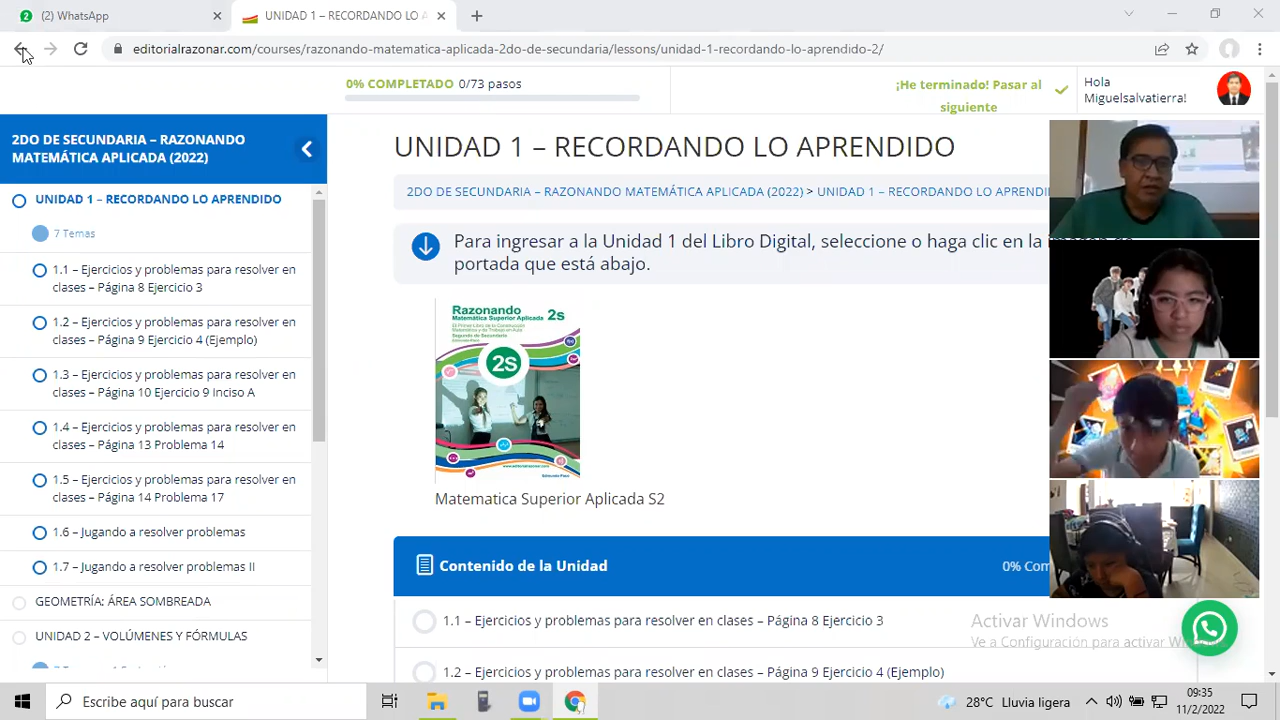 (2) WhatsApp
UNIDAD 1 – RECORDANDO LO A
editorialrazonar.com/courses/razonando-matematica-aplicada-2do-de-secundaria/lessons/unidad-1-recordando-lo-aprendido-2/
0% COMPLETADO 0/73 pasos
¡He terminado! Pasar al
siguiente
Hola
Miguelsalvatierra!
2DO DE SECUNDARIA – RAZONANDO
MATEMÁTICA APLICADA (2022)
UNIDAD 1 – RECORDANDO LO APRENDIDO
7 Temas
1.1 – Ejercicios y problemas para resolver en
clases – Página 8 Ejercicio 3
1.2 – Ejercicios y problemas para resolver en
clases – Página 9 Ejercicio 4 (Ejemplo)
1.3 – Ejercicios y problemas para resolver en
clases – Página 10 Ejercicio 9 Inciso A
1.4 – Ejercicios y problemas para resolver en
clases – Página 13 Problema 14
1.5 – Ejercicios y problemas para resolver en
clases – Página 14 Problema 17
1.6 – Jugando a resolver problemas
1.7 – Jugando a resolver problemas II
GEOMETRÍA: ÁREA SOMBREADA
UNIDAD 2 – VOLÚMENES Y FÓRMULAS
UNIDAD 1 – RECORDANDO LO APRENDIDO
2DO DE SECUNDARIA – RAZONANDO MATEMÁTICA APLICADA (2022) > UNIDAD 1 – RECORDANDO LO APRENDI
Para ingresar a la Unidad 1 del Libro Digital, seleccione o haga clic en la
portada que está abajo.
Razonando
Matemática Superior Aplicada 2s
2S
www.editorialrazonar.com
Matematica Superior Aplicada S2
Contenido de la Unidad
0% Com
1.1 – Ejercicios y problemas para resolver en clases – Página 8 Ejercicio 3
1.2 – Ejercicios y problemas para resolver en clases – Página 9 Ejercicio 4 (Ejemplo)
Activar Windows
Ve a Configuración para activar Windows.
Escribe aquí para buscar
28°C Lluvia ligera
09:35
11/2/2022